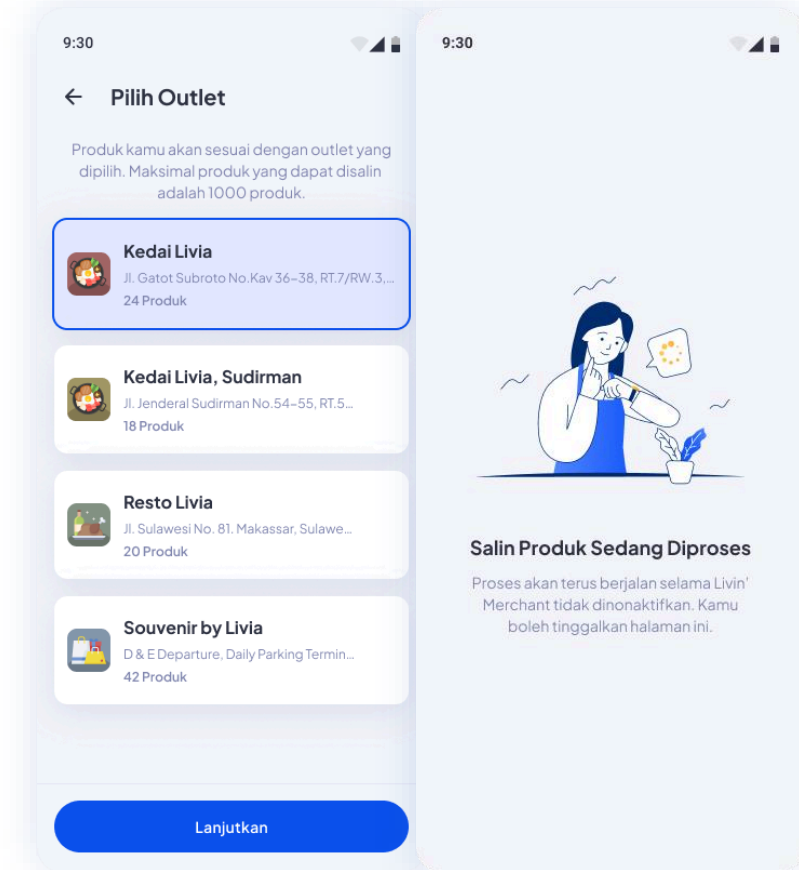 9:30
Pilih Outlet
Produk kamu akan sesuai dengan outlet yang
dipilih. Maksimal produk yang dapat disalin
adalah 1000 produk.
Kedai Livia
Jl. Gatot Subroto No.Kav 36-38, RT.7/RW.3,...
24 Produk
Kedai Livia, Sudirman
Jl. Jenderal Sudirman No.54-55, RT.5...
18 Produk
Resto Livia
Jl. Sulawesi No. 81. Makassar, Sulawe...
20 Produk
Souvenir by Livia
D & E Departure, Daily Parking Termin...
42 Produk
Lanjutkan
9:30
Salin Produk Sedang Diproses
Proses akan terus berjalan selama Livin'
Merchant tidak dinonaktifkan. Kamu
boleh tinggalkan halaman ini.